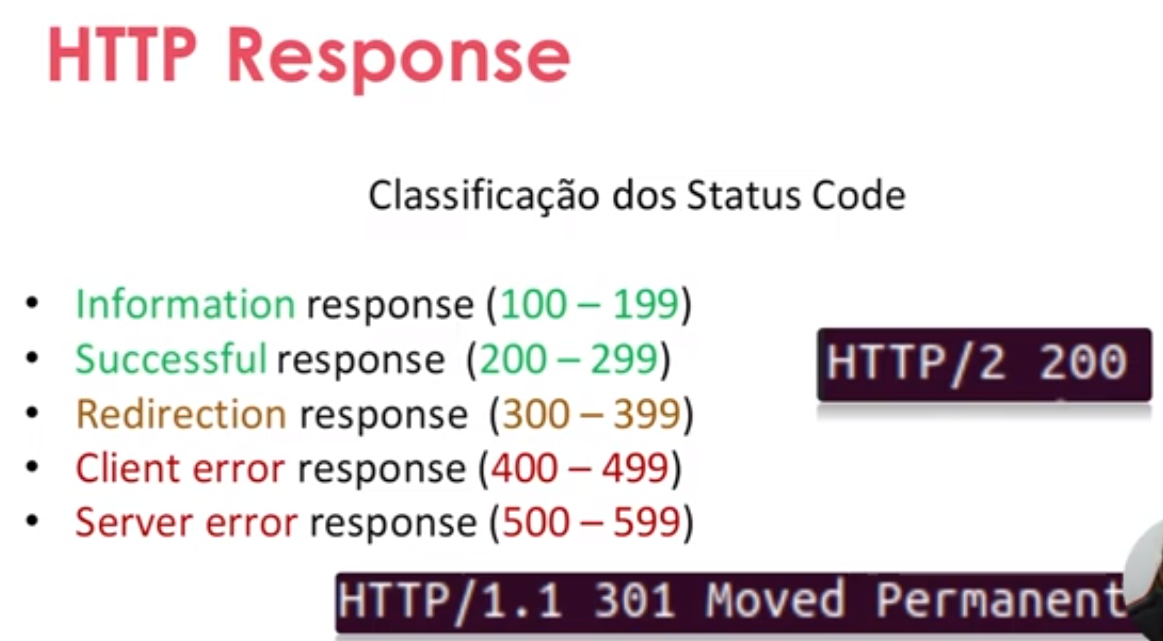 HTTP Response
Classificação dos Status Code
• Information response (100 – 199)
• Successful response (200 – 299)
• Redirection response (300 – 399)
• Client error response (400 – 499)
• Server error response (500 – 599)
HTTP/2 200
HTTP/1.1 301 Moved Permanent